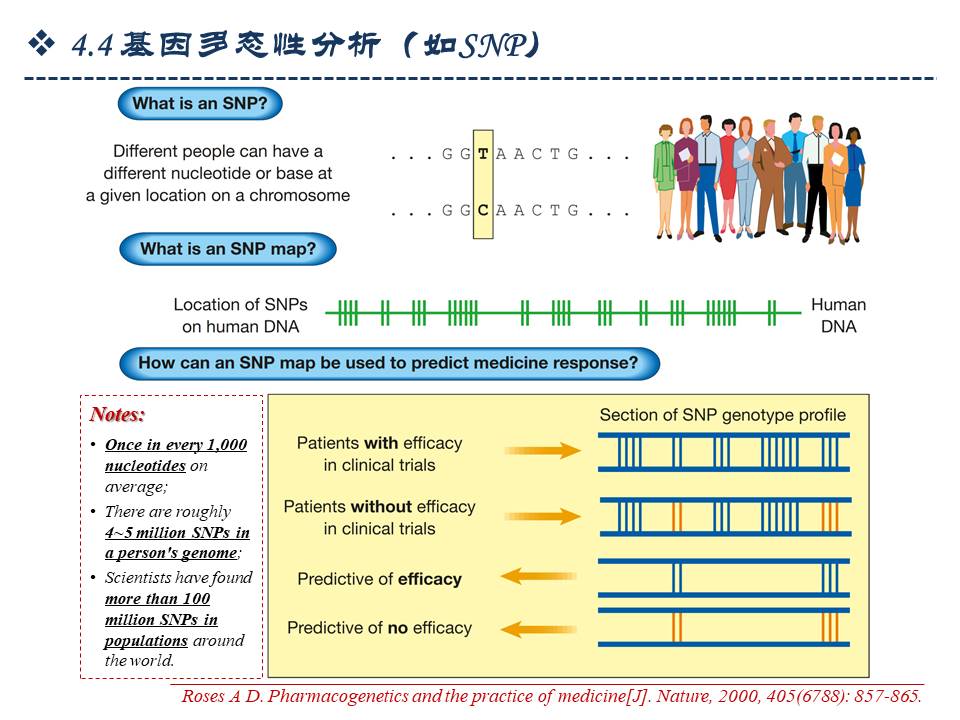 ❖ 4.4基因多态性分析（如SNP）
What is an SNP?
Different people can have a
different nucleotide or base at
a given location on a chromosome
. . . G G T A A C T G . . .
. . . G G C A A C T G . . .
What is an SNP map?
Location of SNPs
on human DNA
Human
DNA
How can an SNP map be used to predict medicine response?
Notes:
• Once in every 1,000
nucleotides on
average;
• There are roughly
4~5 million SNPs in
a person's genome;
• Scientists have found
more than 100
million SNPs in
populations around
the world.
Section of SNP genotype profile
Patients with efficacy
in clinical trials
Patients without efficacy
in clinical trials
Predictive of efficacy
Predictive of no efficacy
Roses A D. Pharmacogenetics and the practice of medicine[J]. Nature, 2000, 405(6788): 857-865.